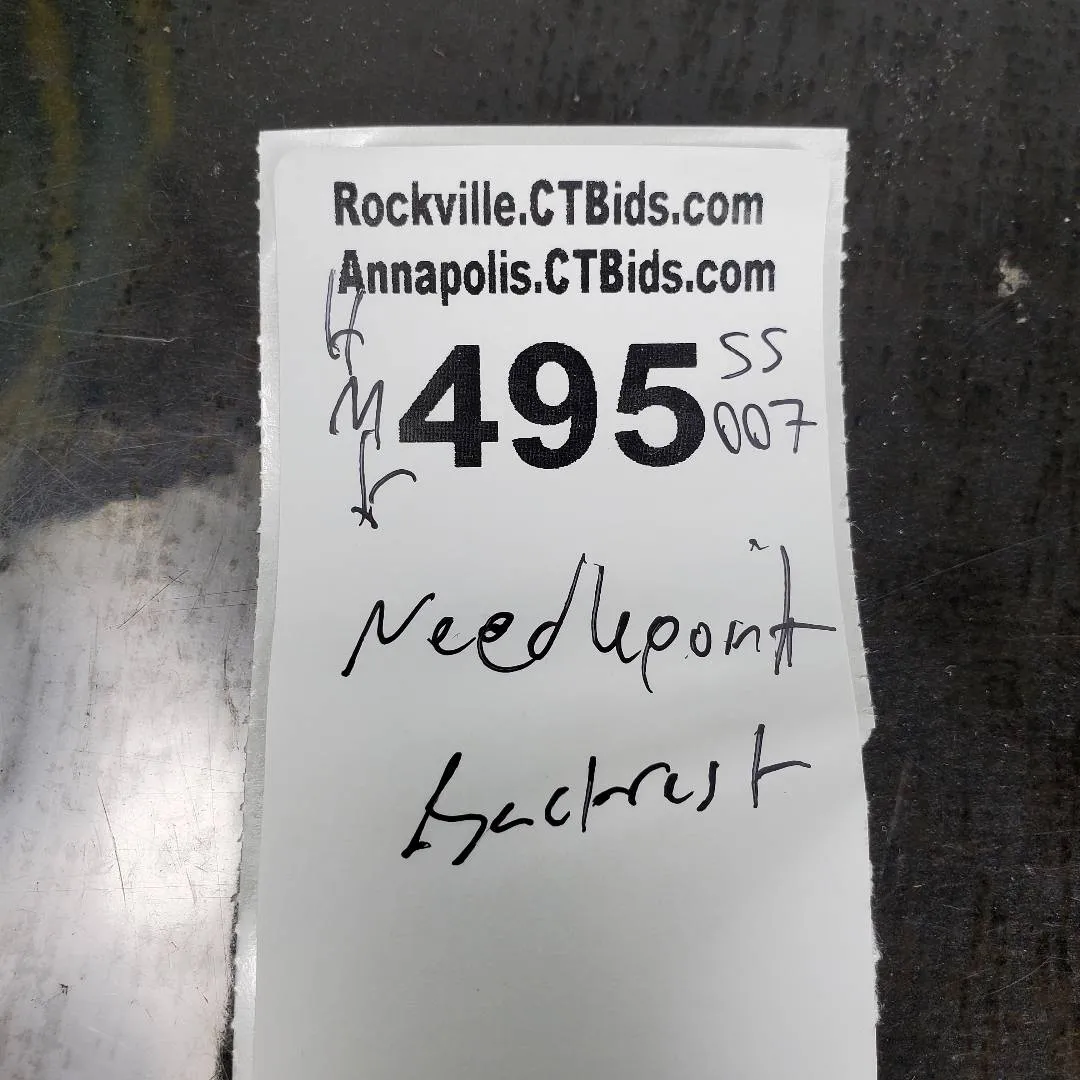 Rockville.CTBids.com
Annapolis.CTBids.com
495
SS
007
Needlepoint
backrest